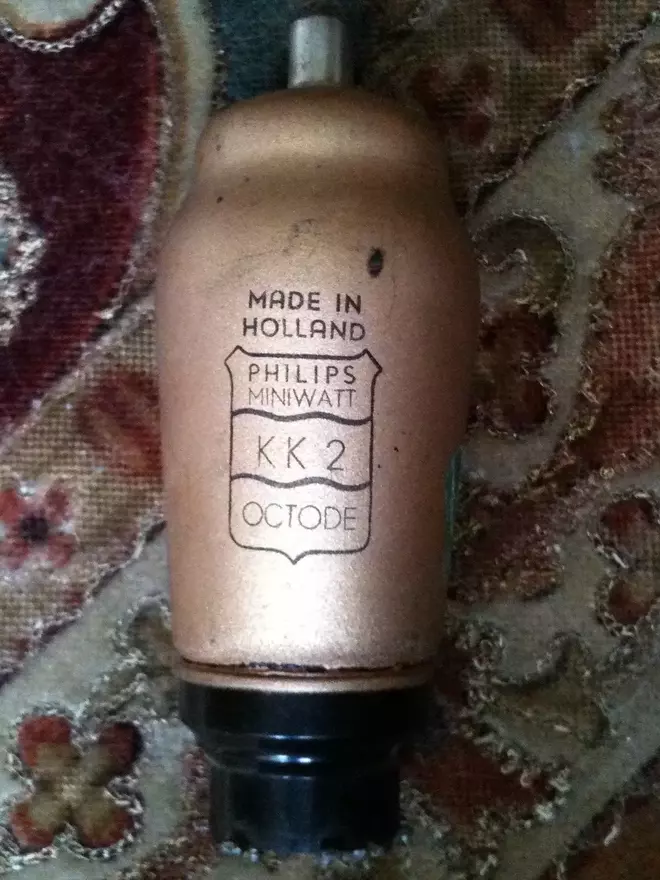 MADE IN
HOLLAND
PHILIPS
MINIWATT
KK2
OCTODE